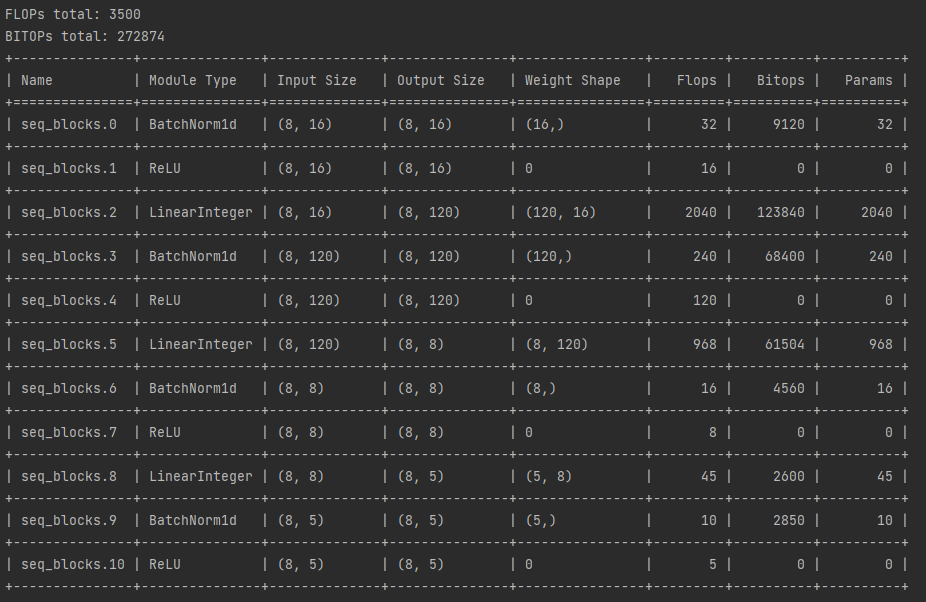 FLOPs total: 3500
BITOPs total: 272874
+---------------+---------------+--------------+---------------+----------------+---------+----------+----------+
| Name          | Module Type   | Input Size   | Output Size   | Weight Shape   |   Flops |   Bitops |   Params |
+===============+===============+==============+===============+================+=========+==========+==========+
| seq_blocks.0  | BatchNorm1d   | (8, 16)      | (8, 16)       | (16,)          |      32 |     9120 |       32 |
+---------------+---------------+--------------+---------------+----------------+---------+----------+----------+
| seq_blocks.1  | ReLU          | (8, 16)      | (8, 16)       | 0              |      16 |        0 |        0 |
+---------------+---------------+--------------+---------------+----------------+---------+----------+----------+
| seq_blocks.2  | LinearInteger | (8, 16)      | (8, 120)      | (120, 16)      |    2040 |   123840 |     2040 |
+---------------+---------------+--------------+---------------+----------------+---------+----------+----------+
| seq_blocks.3  | BatchNorm1d   | (8, 120)     | (8, 120)      | (120,)         |     240 |    68400 |      240 |
+---------------+---------------+--------------+---------------+----------------+---------+----------+----------+
| seq_blocks.4  | ReLU          | (8, 120)     | (8, 120)      | 0              |     120 |        0 |        0 |
+---------------+---------------+--------------+---------------+----------------+---------+----------+----------+
| seq_blocks.5  | LinearInteger | (8, 120)     | (8, 8)        | (8, 120)       |     968 |    61504 |      968 |
+---------------+---------------+--------------+---------------+----------------+---------+----------+----------+
| seq_blocks.6  | BatchNorm1d   | (8, 8)       | (8, 8)        | (8,)           |      16 |     4560 |       16 |
+---------------+---------------+--------------+---------------+----------------+---------+----------+----------+
| seq_blocks.7  | ReLU          | (8, 8)       | (8, 8)        | 0              |       8 |        0 |        0 |
+---------------+---------------+--------------+---------------+----------------+---------+----------+----------+
| seq_blocks.8  | LinearInteger | (8, 8)       | (8, 5)        | (5, 8)         |      45 |     2600 |       45 |
+---------------+---------------+--------------+---------------+----------------+---------+----------+----------+
| seq_blocks.9  | BatchNorm1d   | (8, 5)       | (8, 5)        | (5,)           |      10 |     2850 |       10 |
+---------------+---------------+--------------+---------------+----------------+---------+----------+----------+
| seq_blocks.10 | ReLU          | (8, 5)       | (8, 5)        | 0              |       5 |        0 |        0 |
+---------------+---------------+--------------+---------------+----------------+---------+----------+----------+